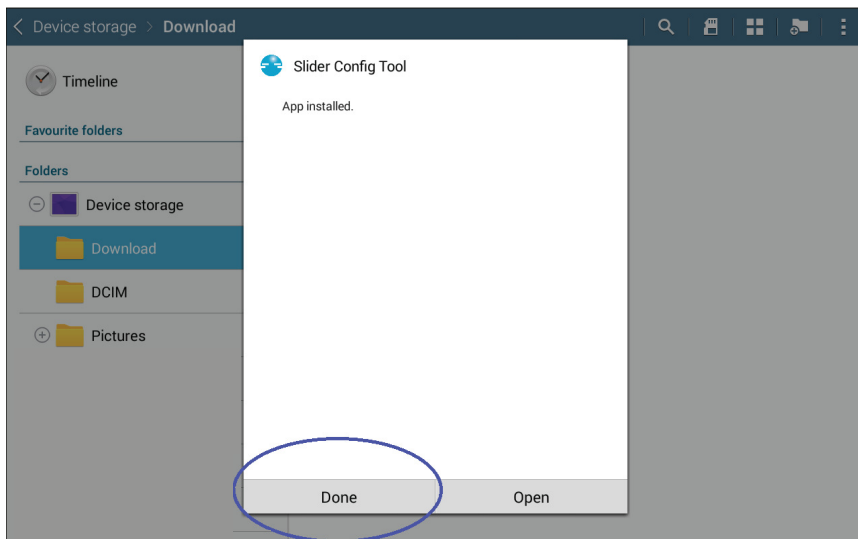 Device storage > Download
Timeline
Favourite folders
Folders
Device storage
Download
DCIM
Pictures
Slider Config Tool
App installed.
Done
Open